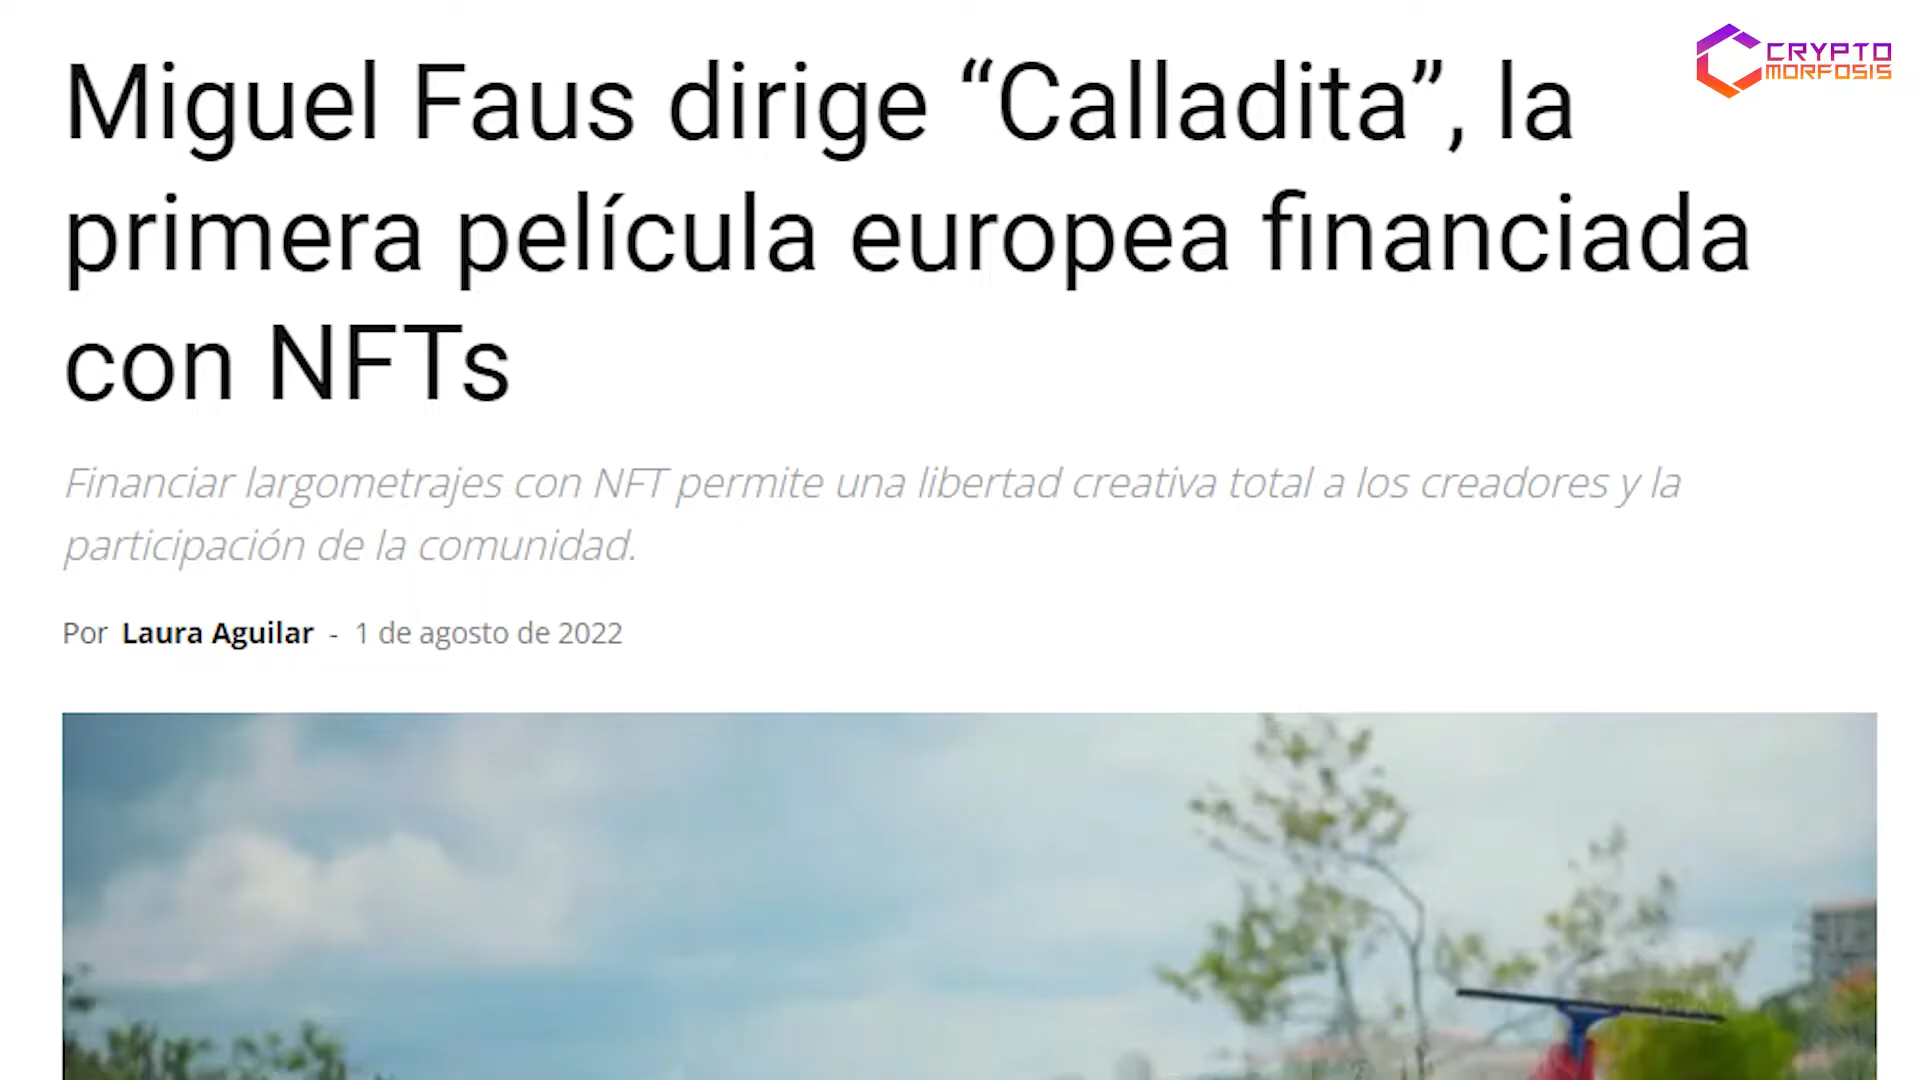 CRYPTO
MORFOSIS
Miguel Faus dirige “Calladita”, la
primera película europea financiada
con NFTs
Financiar largometrajes con NFT permite una libertad creativa total a los creadores y la
participación de la comunidad.
Por Laura Aguilar - 1 de agosto de 2022